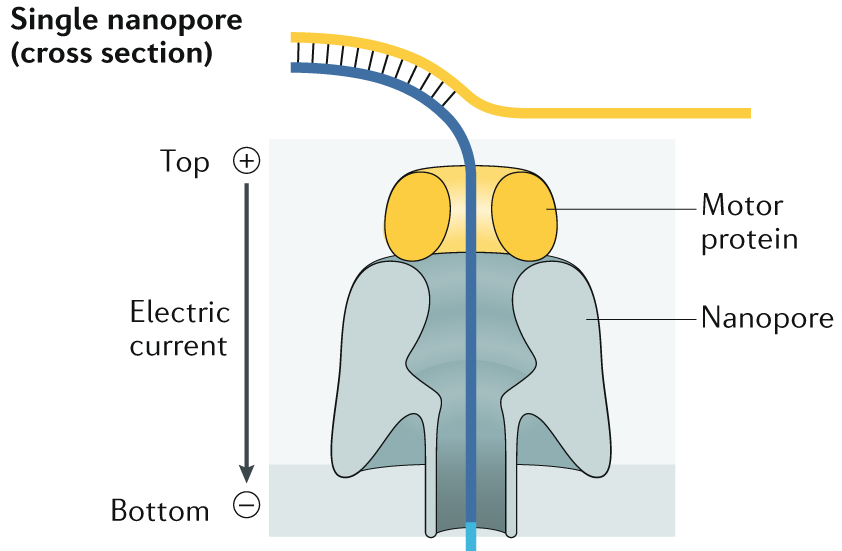 Single nanopore
(cross section)
Top +
Motor
protein
Electric
current
Nanopore
Bottom −